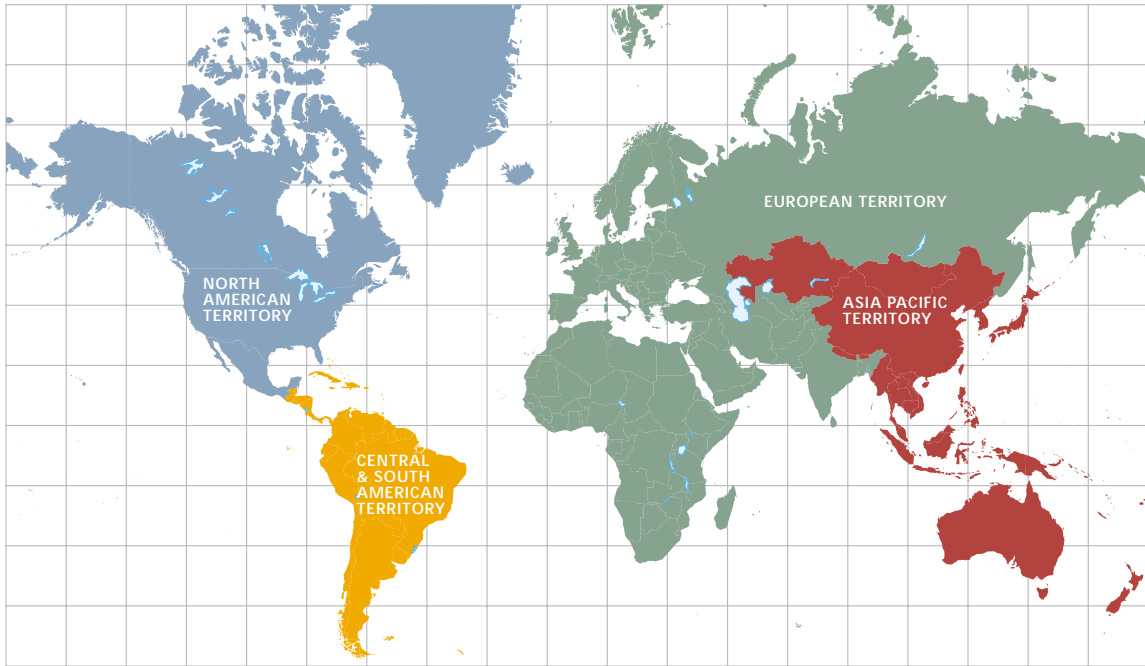 EUROPEAN TERRITORY
NORTH
AMERICAN
TERRITORY
ASIA PACIFIC
TERRITORY
CENTRAL
& SOUTH
AMERICAN
TERRITORY